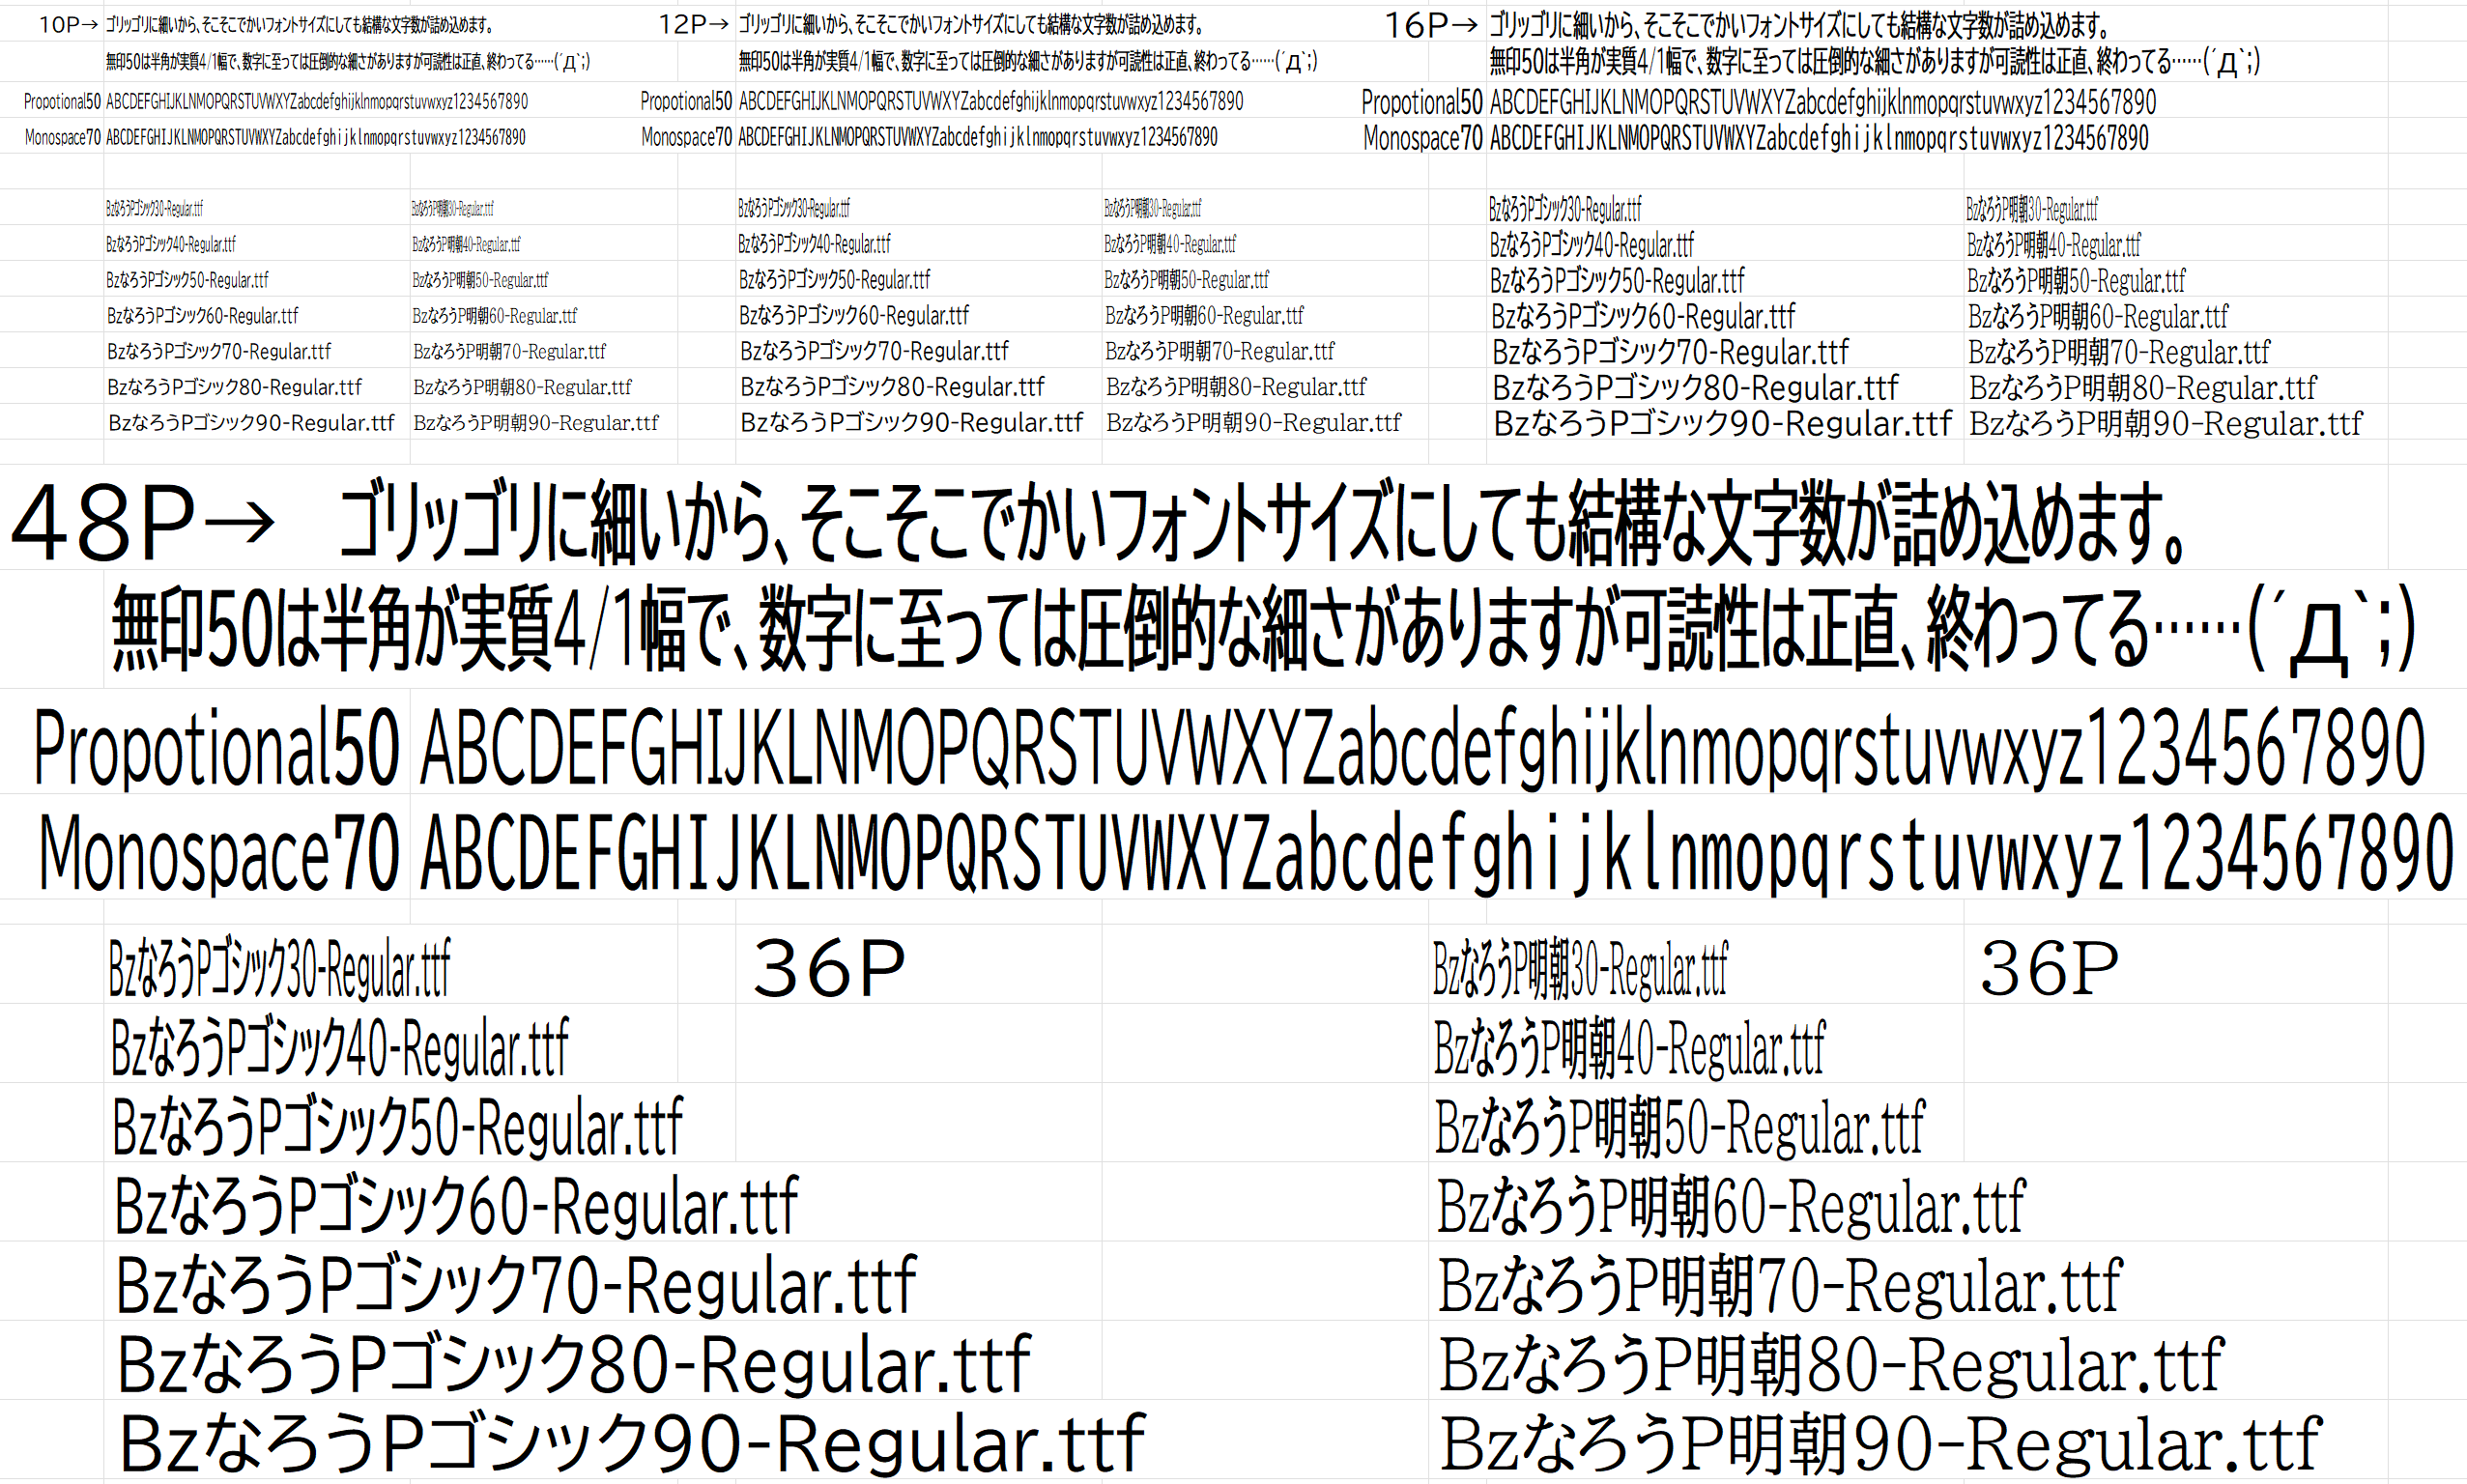 10P→ ゴリッゴリに細いから、そこそこでかいフォントサイズにしても結構な文字数が詰め込めます。 12P→ ゴリッゴリに細いから、そこそこでかいフォントサイズにしても結構な文字数が詰め込めます。 16P→ ゴリッゴリに細いから、そこそこでかいフォントサイズにしても結構な文字数が詰め込めます。
無印50は半角が実質4/1幅で、数字に至っては圧倒的な細さがありますが可読性は正直、終わってる……(´д`;) 無印50は半角が実質4/1幅で、数字に至っては圧倒的な細さがありますが可読性は正直、終わってる……(´д`;) 無印50は半角が実質4/1幅で、数字に至っては圧倒的な細さがありますが可読性は正直、終わってる……(´д`;)
Propotional50 ABCDEFGHIJKLNMOPQRSTUVWXYZabcdefghijklnmopqrstuvwxyz1234567890 Propotional50 ABCDEFGHIJKLNMOPQRSTUVWXYZabcdefghijklnmopqrstuvwxyz1234567890 Propotional50 ABCDEFGHIJKLNMOPQRSTUVWXYZabcdefghijklnmopqrstuvwxyz1234567890
Monospace70 ABCDEFGHIJKLNMOPQRSTUVWXYZabcdefghijklnmopqrstuvwxyz1234567890 Monospace70 ABCDEFGHIJKLNMOPQRSTUVWXYZabcdefghijklnmopqrstuvwxyz1234567890 Monospace70 ABCDEFGHIJKLNMOPQRSTUVWXYZabcdefghijklnmopqrstuvwxyz1234567890
BzなろうPゴシック30-Regular.ttf BzなろうP明朝30-Regular.ttf BzなろうPゴシック30-Regular.ttf BzなろうP明朝30-Regular.ttf BzなろうPゴシック30-Regular.ttf BzなろうP明朝30-Regular.ttf
BzなろうPゴシック40-Regular.ttf BzなろうP明朝40-Regular.ttf BzなろうPゴシック40-Regular.ttf BzなろうP明朝40-Regular.ttf BzなろうPゴシック40-Regular.ttf BzなろうP明朝40-Regular.ttf
BzなろうPゴシック50-Regular.ttf BzなろうP明朝50-Regular.ttf BzなろうPゴシック50-Regular.ttf BzなろうP明朝50-Regular.ttf BzなろうPゴシック50-Regular.ttf BzなろうP明朝50-Regular.ttf
BzなろうPゴシック60-Regular.ttf BzなろうP明朝60-Regular.ttf BzなろうPゴシック60-Regular.ttf BzなろうP明朝60-Regular.ttf BzなろうPゴシック60-Regular.ttf BzなろうP明朝60-Regular.ttf
BzなろうPゴシック70-Regular.ttf BzなろうP明朝70-Regular.ttf BzなろうPゴシック70-Regular.ttf BzなろうP明朝70-Regular.ttf BzなろうPゴシック70-Regular.ttf BzなろうP明朝70-Regular.ttf
BzなろうPゴシック80-Regular.ttf BzなろうP明朝80-Regular.ttf BzなろうPゴシック80-Regular.ttf BzなろうP明朝80-Regular.ttf BzなろうPゴシック80-Regular.ttf BzなろうP明朝80-Regular.ttf
BzなろうPゴシック90-Regular.ttf BzなろうP明朝90-Regular.ttf BzなろうPゴシック90-Regular.ttf BzなろうP明朝90-Regular.ttf BzなろうPゴシック90-Regular.ttf BzなろうP明朝90-Regular.ttf
48P→ ゴリッゴリに細いから、そこそこでかいフォントサイズにしても結構な文字数が詰め込めます。
無印50は半角が実質4/1幅で、数字に至っては圧倒的な細さがありますが可読性は正直、終わってる……(´д`;)
Propotional50 ABCDEFGHIJKLNMOPQRSTUVWXYZabcdefghijklnmopqrstuvwxyz1234567890
Monospace70 ABCDEFGHIJKLNMOPQRSTUVWXYZabcdefghijklnmopqrstuvwxyz1234567890
BzなろうPゴシック30-Regular.ttf 36P BzなろうP明朝30-Regular.ttf 36P
BzなろうPゴシック40-Regular.ttf BzなろうP明朝40-Regular.ttf
BzなろうPゴシック50-Regular.ttf BzなろうP明朝50-Regular.ttf
BzなろうPゴシック60-Regular.ttf BzなろうP明朝60-Regular.ttf
BzなろうPゴシック70-Regular.ttf BzなろうP明朝70-Regular.ttf
BzなろうPゴシック80-Regular.ttf BzなろうP明朝80-Regular.ttf
BzなろうPゴシック90-Regular.ttf BzなろうP明朝90-Regular.ttf